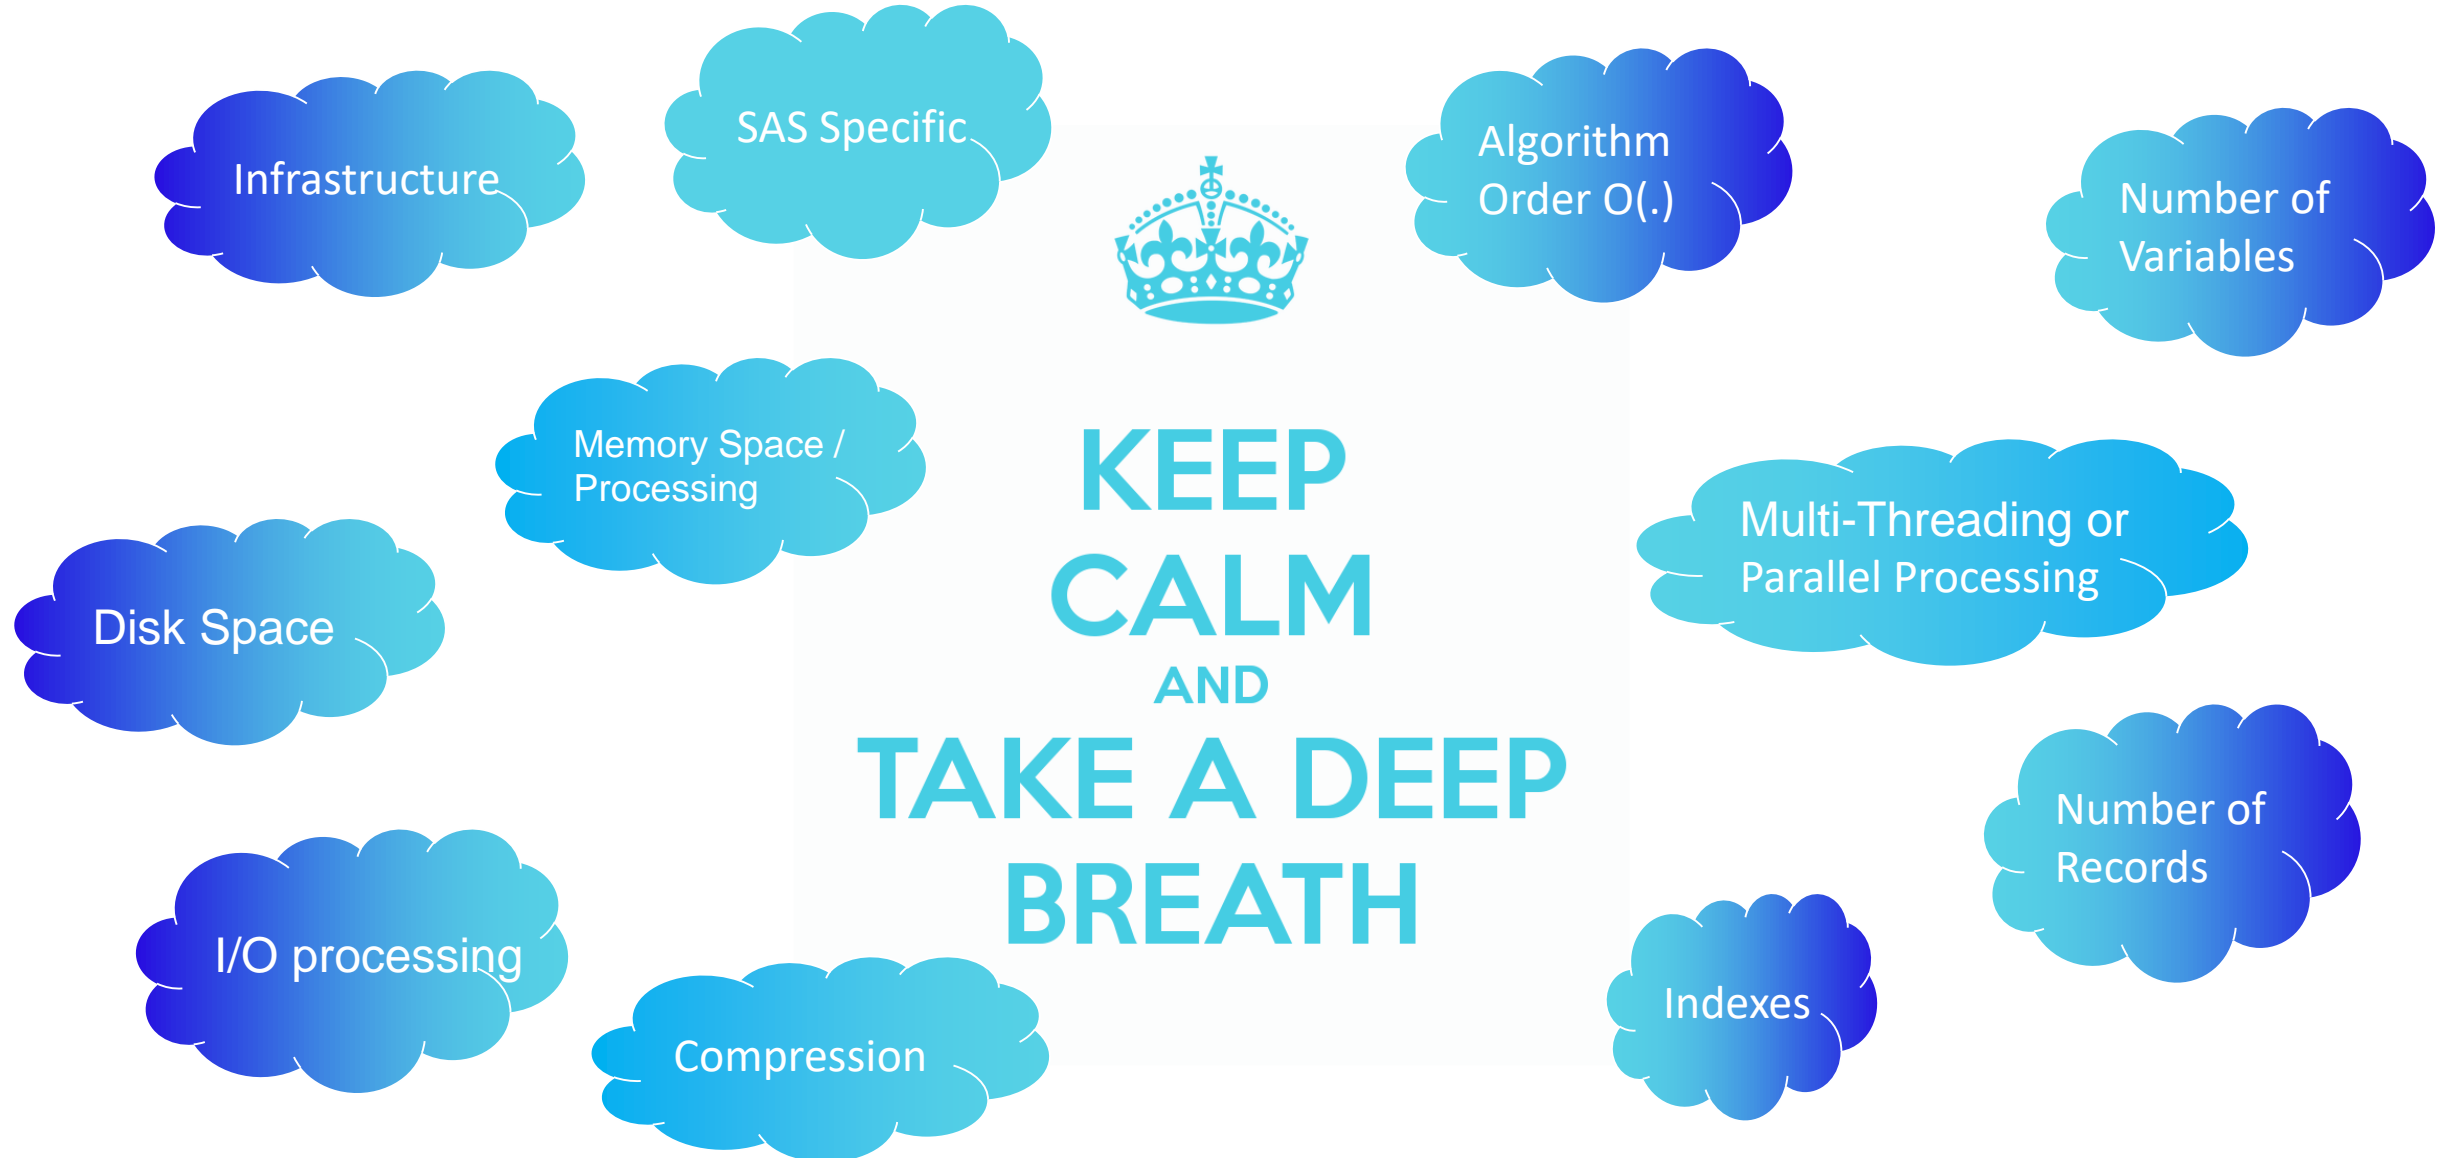 SAS Specific
Infrastructure
Algorithm
Order O(.)
Number of
Variables
Memory Space /
Processing
KEEP
CALM
AND
TAKE A DEEP
BREATH
Multi-Threading or
Parallel Processing
Disk Space
Number of
Records
I/O processing
Compression
Indexes